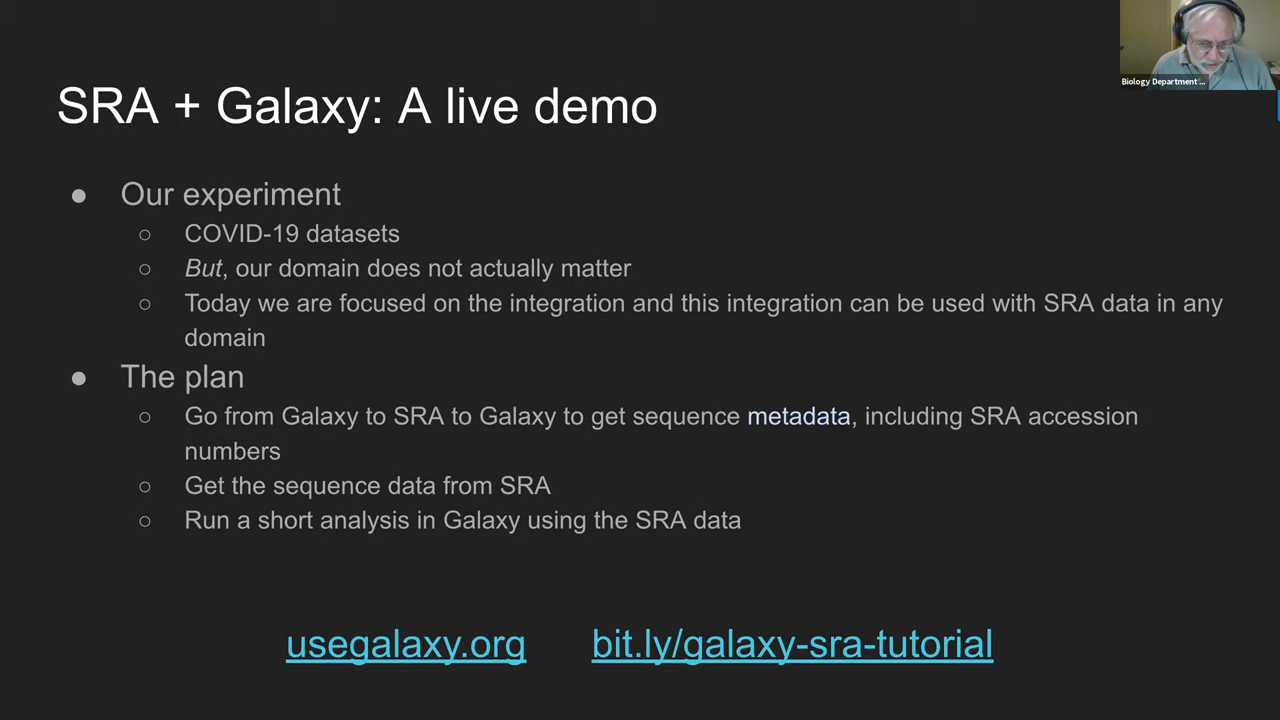 Biology Department ...
SRA + Galaxy: A live demo
● Our experiment
○ COVID-19 datasets
○ But, our domain does not actually matter
○ Today we are focused on the integration and this integration can be used with SRA data in any
domain
● The plan
○ Go from Galaxy to SRA to Galaxy to get sequence metadata, including SRA accession
numbers
○ Get the sequence data from SRA
○ Run a short analysis in Galaxy using the SRA data
usegalaxy.org bit.ly/galaxy-sra-tutorial